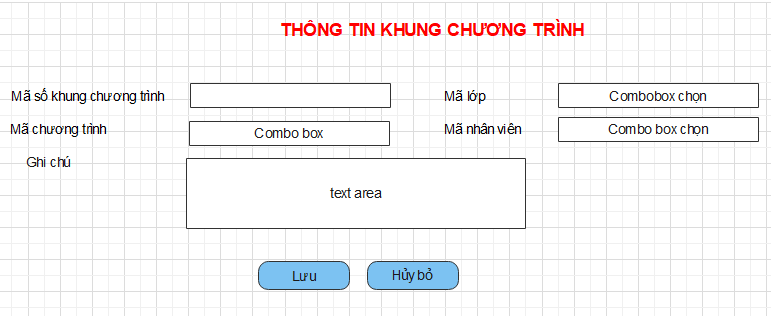 THÔNG TIN KHUNG CHƯƠNG TRÌNH
Mã số khung chương trình
Mã lớp
Combobox chọn
Mã chương trình
Combo box
Mã nhân viên
Combo box chọn
Ghi chú
text area
Lưu
Hủy bỏ